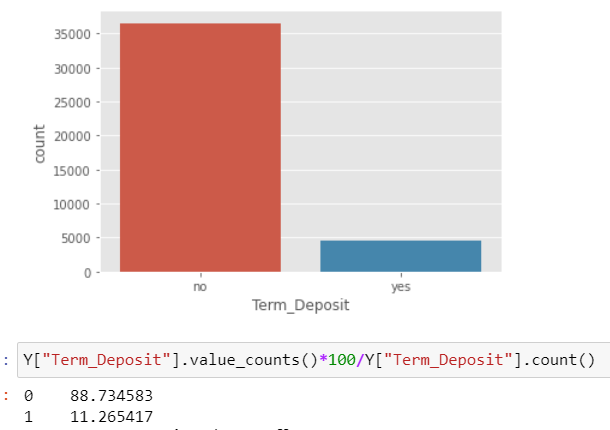 35000
30000
25000
20000
15000
10000
5000
0
count
no yes
Term_Deposit
: Y["Term_Deposit"].value_counts()*100/Y["Term_Deposit"].count()
: 0 88.734583
1 11.265417